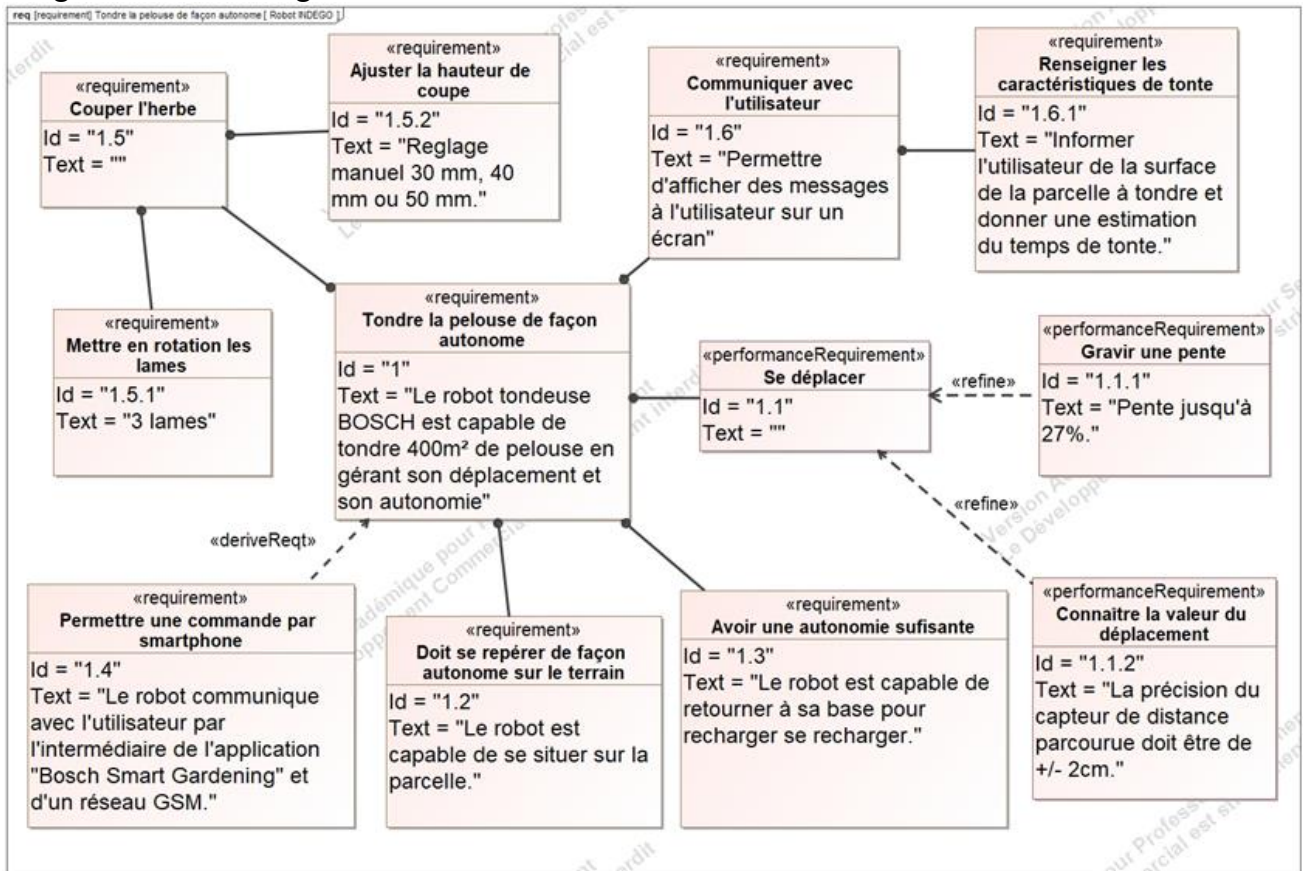 req [requirement] Tondre la pelouse de façon autonome [ Robot INDEGO ]
«requirement»
Couper l'herbe
Id = "1.5"
Text = ""
«requirement»
Ajuster la hauteur de
coupe
Id = "1.5.2"
Text = "Reglage
manuel 30 mm, 40
mm ou 50 mm."
«requirement»
Communiquer avec
l'utilisateur
Id = "1.6"
Text = "Permettre
d'afficher des messages
à l'utilisateur sur un
écran"
«requirement»
Renseigner les
caractéristiques de tonte
Id = "1.6.1"
Text = "Informer
l'utilisateur de la surface
de la parcelle à tondre et
donner une estimation
du temps de tonte."
«requirement»
Mettre en rotation les
lames
Id = "1.5.1"
Text = "3 lames"
«requirement»
Tondre la pelouse de façon
autonome
Id = "1"
Text = "Le robot tondeuse
BOSCH est capable de
tondre 400m² de pelouse en
gérant son déplacement et
son autonomie"
«performanceRequirement»
Se déplacer
Id = "1.1"
Text = ""
«refine»
«performanceRequirement»
Gravir une pente
Id = "1.1.1"
Text = "Pente jusqu'à
27%."
«refine»
«deriveReqt»
«requirement»
Permettre une commande par
smartphone
Id = "1.4"
Text = "Le robot communique
avec l'utilisateur par
l'intermédiaire de l'application
"Bosch Smart Gardening" et
d'un réseau GSM."
«requirement»
Doit se repérer de façon
autonome sur le terrain
Id = "1.2"
Text = "Le robot est
capable de se situer sur la
parcelle."
«requirement»
Avoir une autonomie sufisante
Id = "1.3"
Text = "Le robot est capable de
retourner à sa base pour
recharger se recharger."
«performanceRequirement»
Connaître la valeur du
déplacement
Id = "1.1.2"
Text = "La précision du
capteur de distance
parcourue doit être de
+/- 2cm."